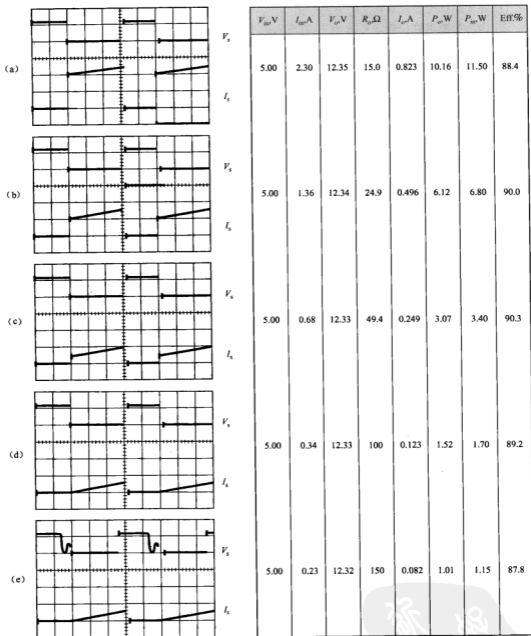 V_in,V I_in,A V_o,V R_o,Ω I_o,A P_o,W P_in,W Eff.%
(a)
V_s
I_s
5.00 2.30 12.35 15.0 0.823 10.16 11.50 88.4
(b)
V_s
I_s
5.00 1.36 12.34 24.9 0.496 6.12 6.80 90.0
(c)
V_s
I_s
5.00 0.68 12.33 49.4 0.249 3.07 3.40 90.3
(d)
V_s
I_s
5.00 0.34 12.33 100 0.123 1.52 1.70 89.2
(e)
V_s
I_s
5.00 0.23 12.32 150 0.082 1.01 1.15 87.8